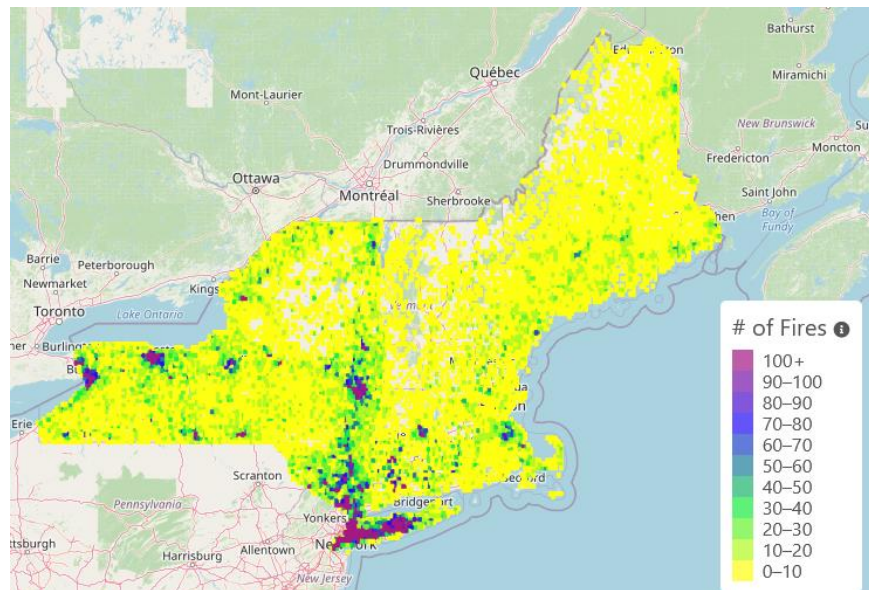 Bathurst
Edmundston
Québec
Miramichi
Mont-Laurier
Trois-Rivières
New Brunswick
Moncton
Drummondville
Fredericton
Ottawa
Montréal
Sherbrooke
Saint John
Bay of
Fundy
Barrie
Peterborough
Newmarket
Kings
Toronto
Lake Ontario
Vermont
# of Fires
100+
90–100
80–90
70–80
60–70
50–60
40–50
30–40
20–30
10–20
0–10
Erie
Scranton
Bridgeport
Pennsylvania
Yonkers
Allentown
New York
Harrisburg
New Jersey